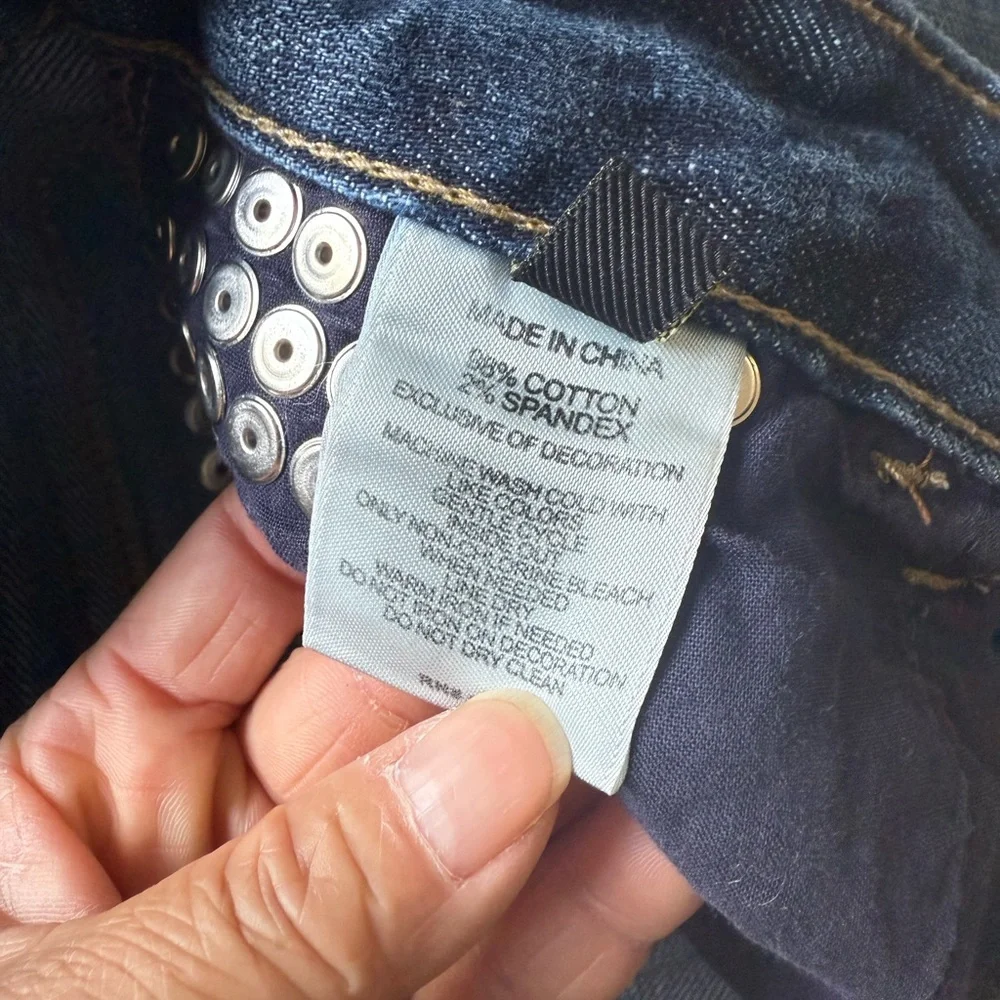 MADE IN CHINA
98% COTTON
2% SPANDEX
EXCLUSIVE OF DECORATION
MACHINE WASH COLD WITH
LIKE COLORS
GENTLE CYCLE
INSIDE OUT
ONLY NON-CHLORINE BLEACH
WHEN NEEDED
LINE DRY
WARM IRON IF NEEDED
DO NOT IRON ON DECORATION
DO NOT DRY CLEAN
RN#